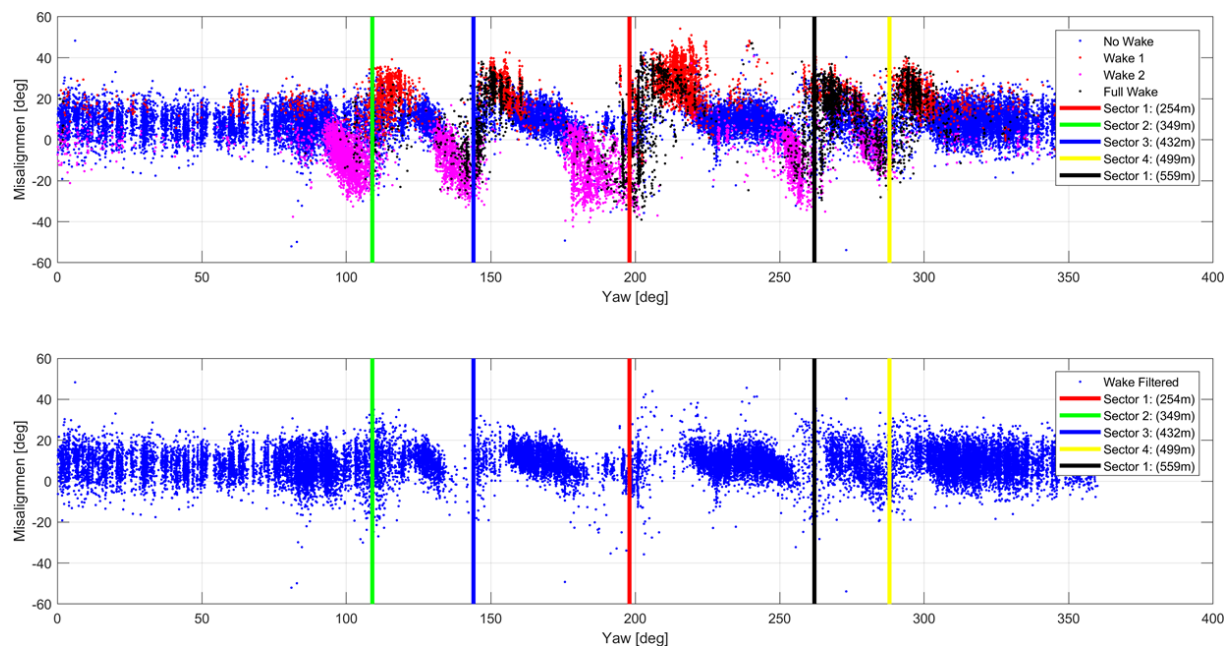 60
40
20
0
-20
-40
-60
Misalignmen [deg]
0 50 100 150 200 250 300 350 400
Yaw [deg]
No Wake
Wake 1
Wake 2
Full Wake
Sector 1: (254m)
Sector 2: (349m)
Sector 3: (432m)
Sector 4: (499m)
Sector 1: (559m)
60
40
20
0
-20
-40
-60
Misalignmen [deg]
0 50 100 150 200 250 300 350 400
Yaw [deg]
Wake Filtered
Sector 1: (254m)
Sector 2: (349m)
Sector 3: (432m)
Sector 4: (499m)
Sector 1: (559m)